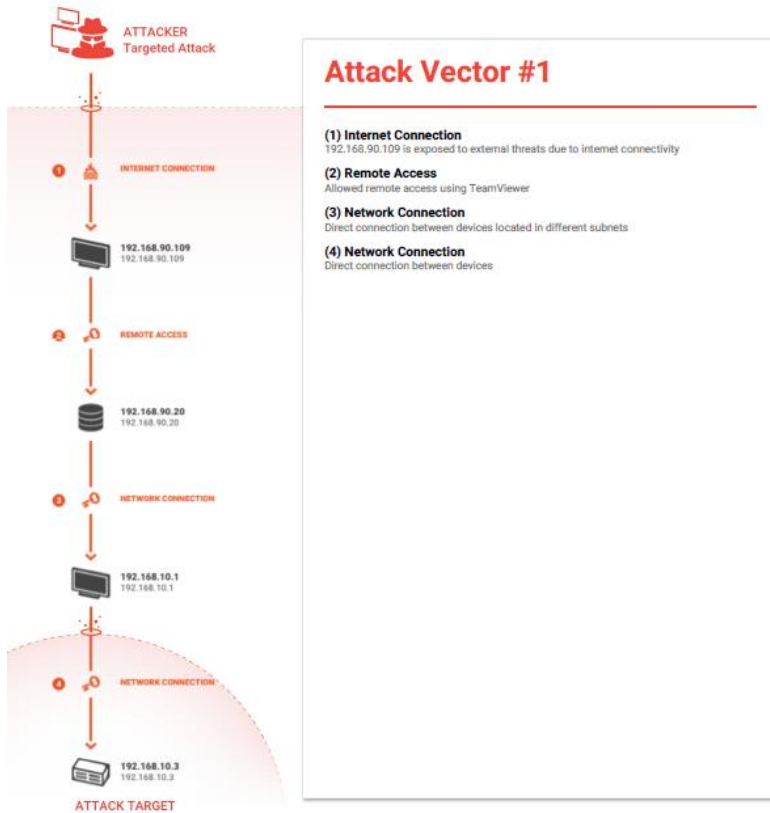 ATTACKER
Targeted Attack
1 INTERNET CONNECTION
192.168.90.109
192.168.90.109
2 REMOTE ACCESS
192.168.90.20
192.168.90.20
3 NETWORK CONNECTION
192.168.10.1
192.168.10.1
4 NETWORK CONNECTION
192.168.10.3
192.168.10.3
ATTACK TARGET
Attack Vector #1
(1) Internet Connection
192.168.90.109 is exposed to external threats due to internet connectivity
(2) Remote Access
Allowed remote access using TeamViewer
(3) Network Connection
Direct connection between devices located in different subnets
(4) Network Connection
Direct connection between devices